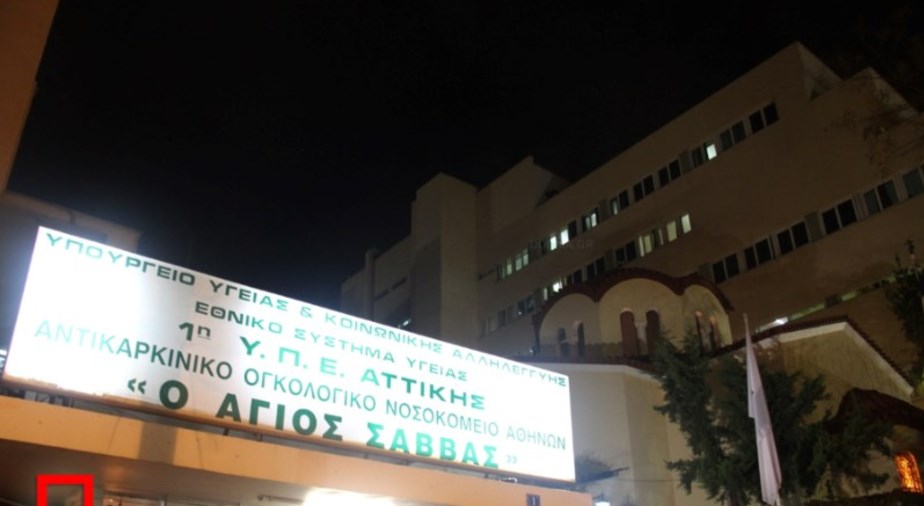 ΥΠΟΥΡΓΕΙΟ ΥΓΕΙΑΣ & ΚΟΙΝΩΝΙΚΗΣ ΑΛΛΗΛΕΓΓΥΗΣ
ΕΘΝΙΚΟ ΣΥΣΤΗΜΑ ΥΓΕΙΑΣ
1η Υ.Π.Ε. ΑΤΤΙΚΗΣ
ΑΝΤΙΚΑΡΚΙΝΙΚΟ ΟΓΚΟΛΟΓΙΚΟ ΝΟΣΟΚΟΜΕΙΟ ΑΘΗΝΩΝ
«Ο ΑΓΙΟΣ ΣΑΒΒΑΣ»